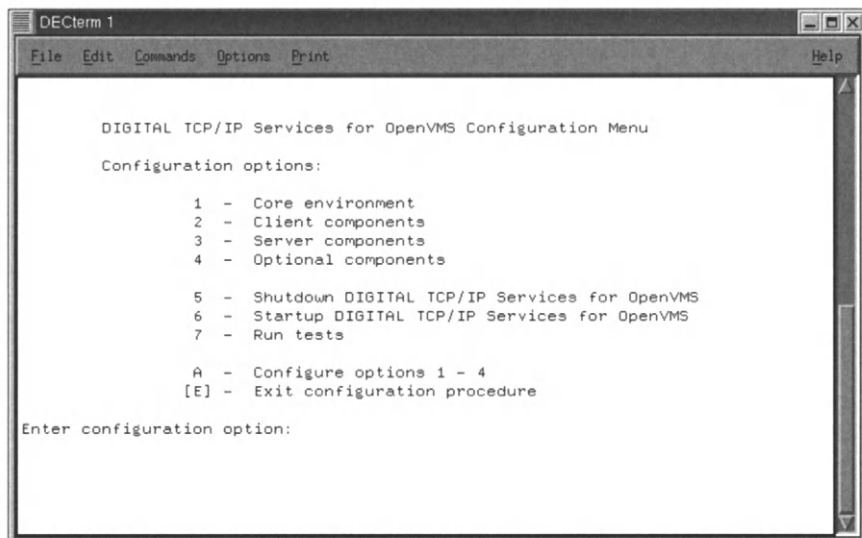 DECterm 1
File Edit Commands Options Print Help
DIGITAL TCP/IP Services for OpenVMS Configuration Menu
Configuration options:
1 - Core environment
2 - Client components
3 - Server components
4 - Optional components
5 - Shutdown DIGITAL TCP/IP Services for OpenVMS
6 - Startup DIGITAL TCP/IP Services for OpenVMS
7 - Run tests
A - Configure options 1 - 4
[E] - Exit configuration procedure
Enter configuration option: